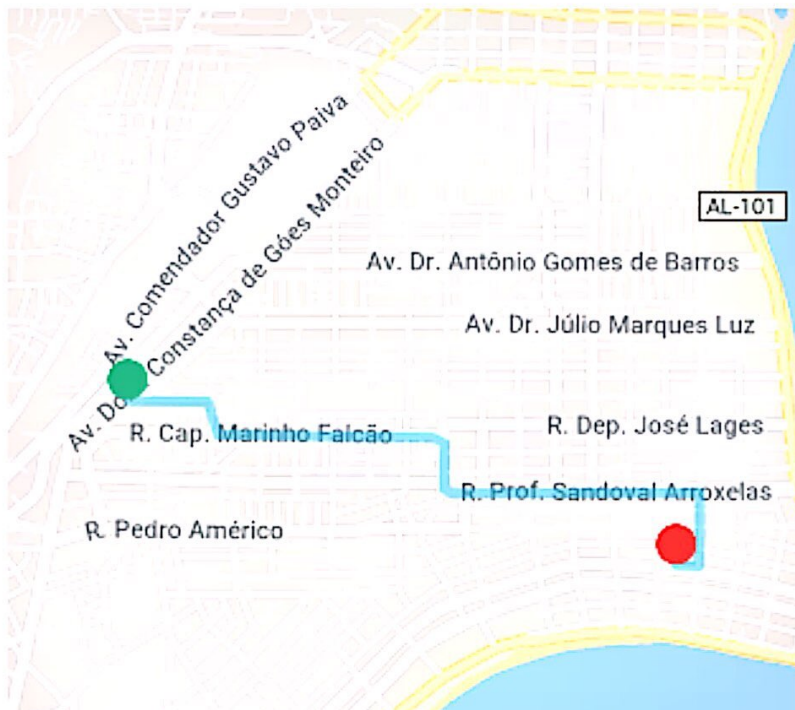 Av. Comendador Gustavo Paiva
Constança de Góes Monteiro
AL-101
Av. Dr. Antônio Gomes de Barros
Av. Dr. Júlio Marques Luz
Av. Do
R. Cap. Marinho Falcão
R. Dep. José Lages
R. Prof. Sandoval Arroxelas
R. Pedro Américo